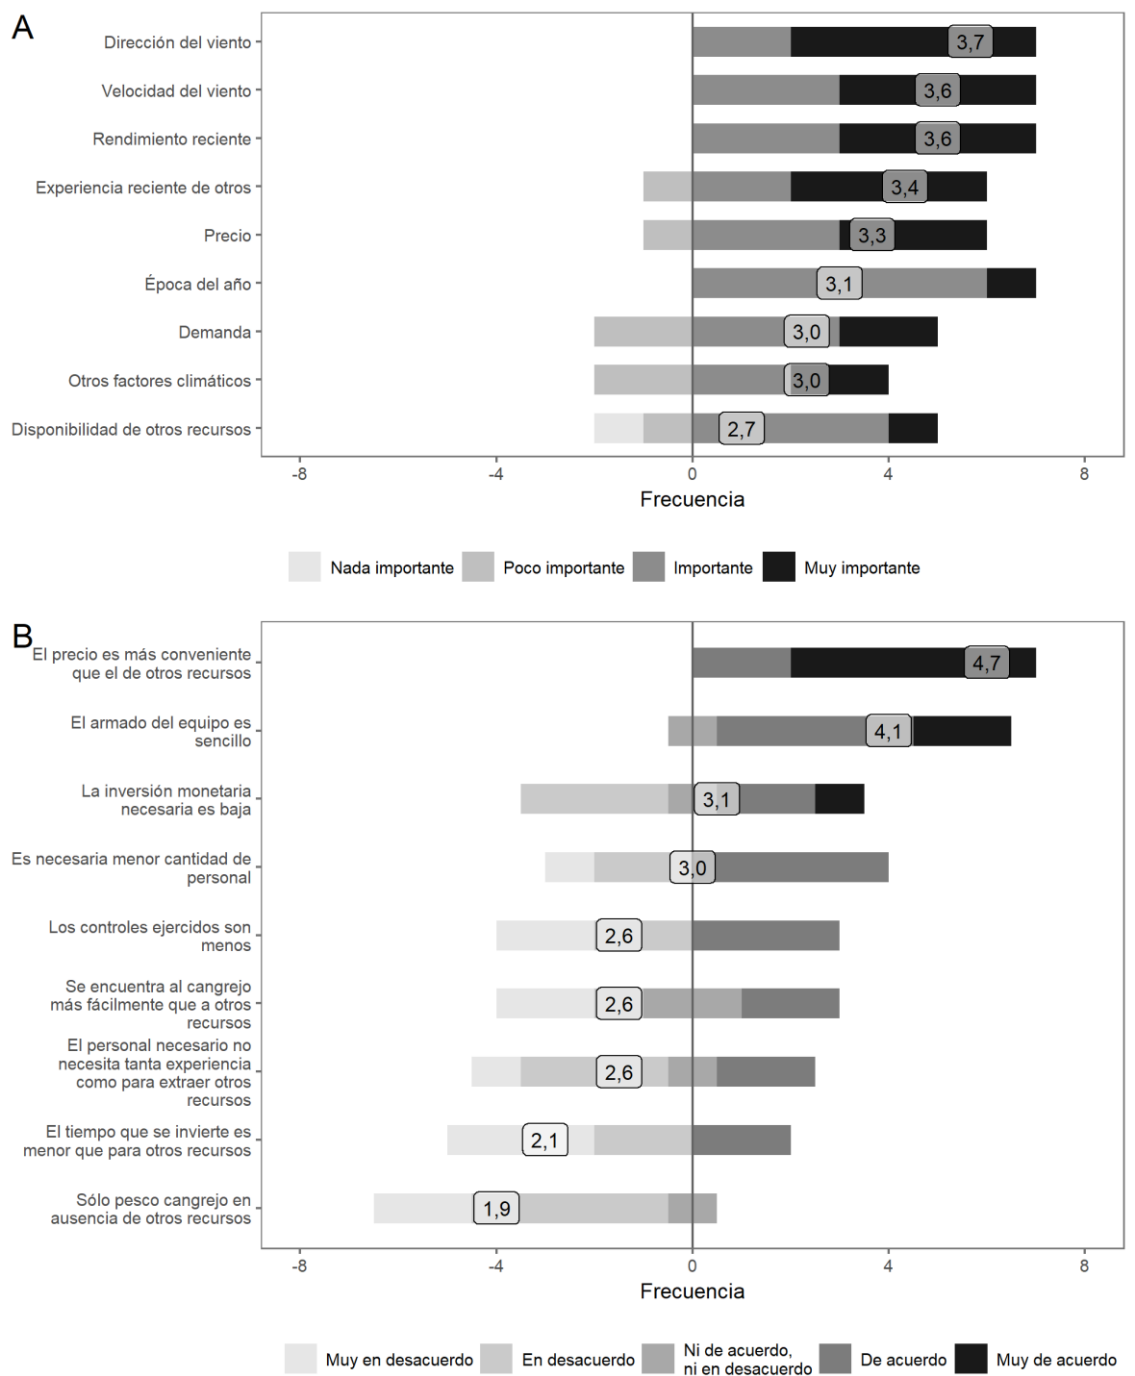 A
Dirección del viento
3,7
Velocidad del viento
3,6
Rendimiento reciente
3,6
Experiencia reciente de otros
3,4
Precio
3,3
Época del año
3,1
Demanda
3,0
Otros factores climáticos
3,0
Disponibilidad de otros recursos
2,7
-8 -4 0 4 8
Frecuencia
Nada importante Poco importante Importante Muy importante
B
El precio es más conveniente
que el de otros recursos
4,7
El armado del equipo es
sencillo
4,1
La inversión monetaria
necesaria es baja
3,1
Es necesaria menor cantidad de
personal
3,0
Los controles ejercidos son
menos
2,6
Se encuentra al cangrejo
más fácilmente que a otros
recursos
2,6
El personal necesario no
necesita tanta experiencia
como para extraer otros
recursos
2,6
El tiempo que se invierte es
menor que para otros recursos
2,1
Sólo pesco cangrejo en
ausencia de otros recursos
1,9
-8 -4 0 4 8
Frecuencia
Muy en desacuerdo En desacuerdo Ni de acuerdo,
ni en desacuerdo De acuerdo Muy de acuerdo